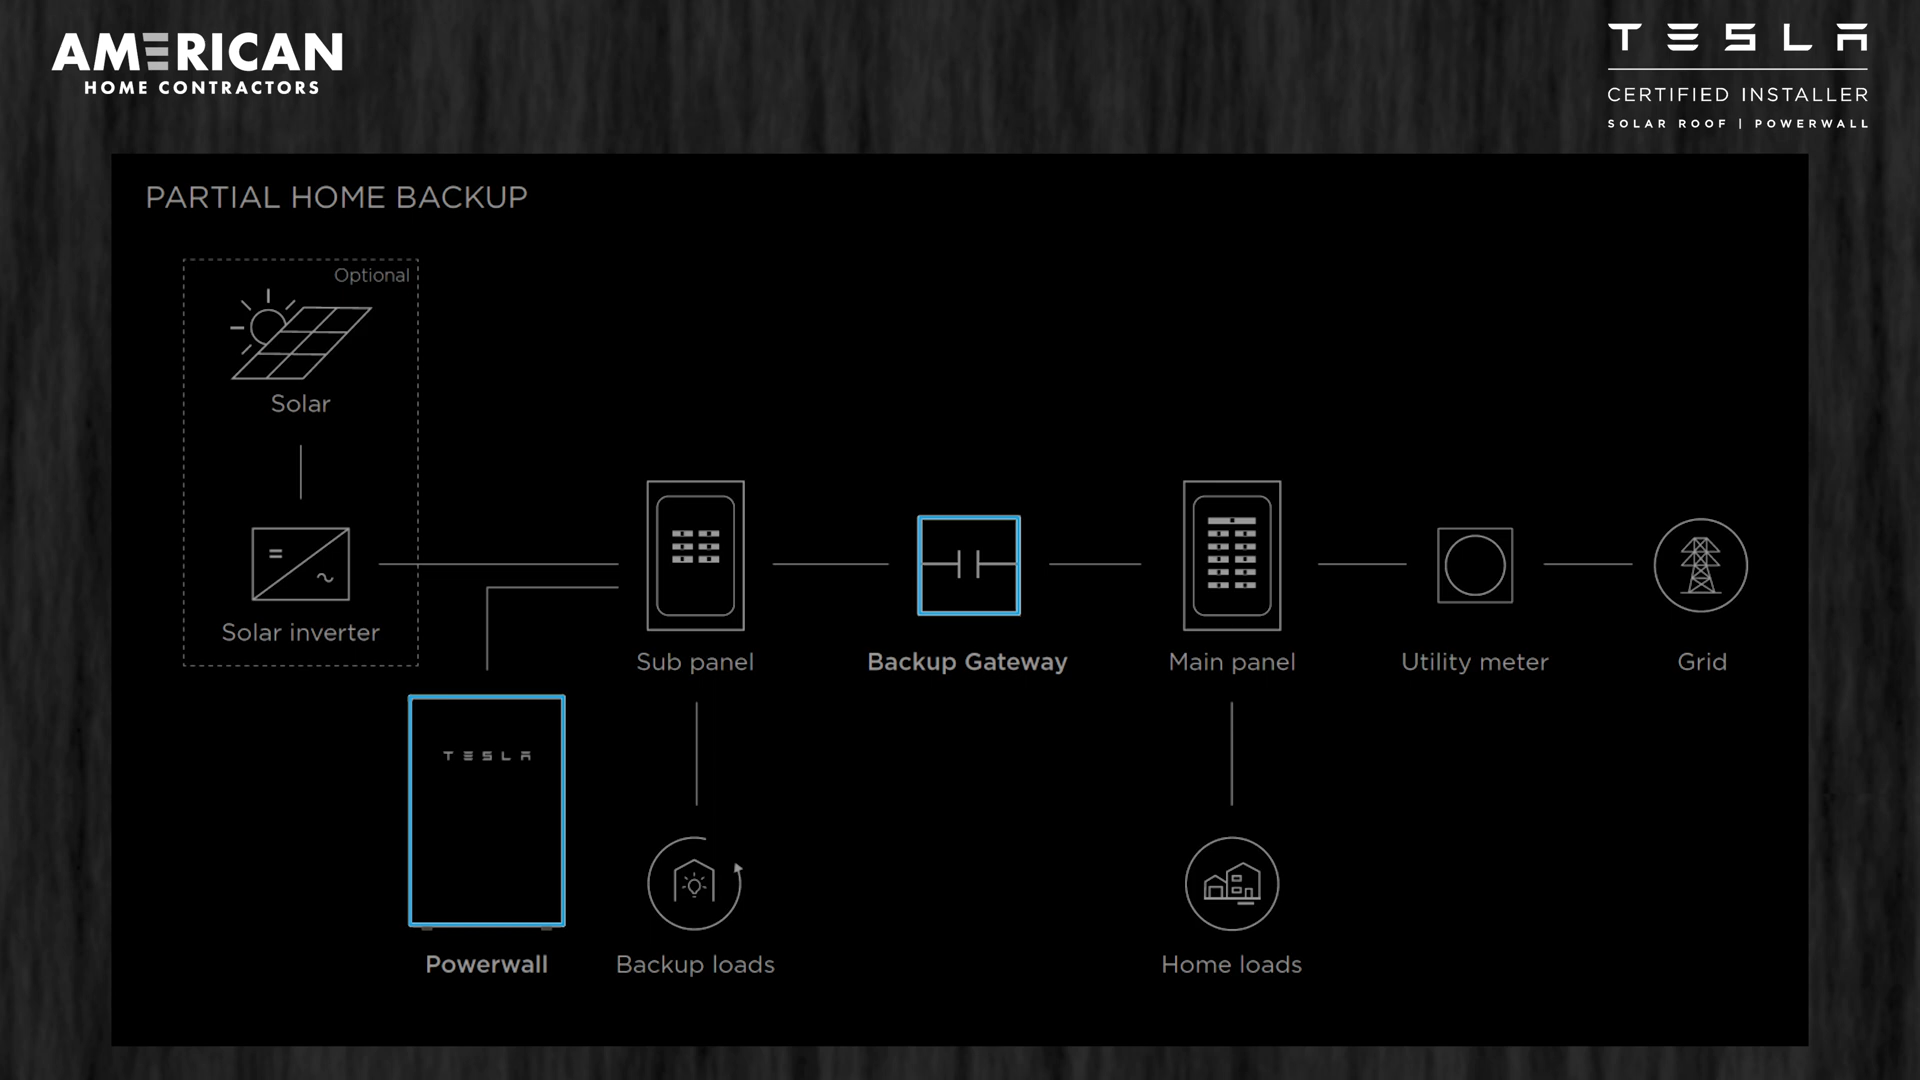 AMERICAN
HOME CONTRACTORS
TESLA
CERTIFIED INSTALLER
SOLAR ROOF | POWERWALL
PARTIAL HOME BACKUP
Optional
Solar
Solar inverter
Sub panel
Backup Gateway
Main panel
Utility meter
Grid
TESLA
Powerwall
Backup loads
Home loads